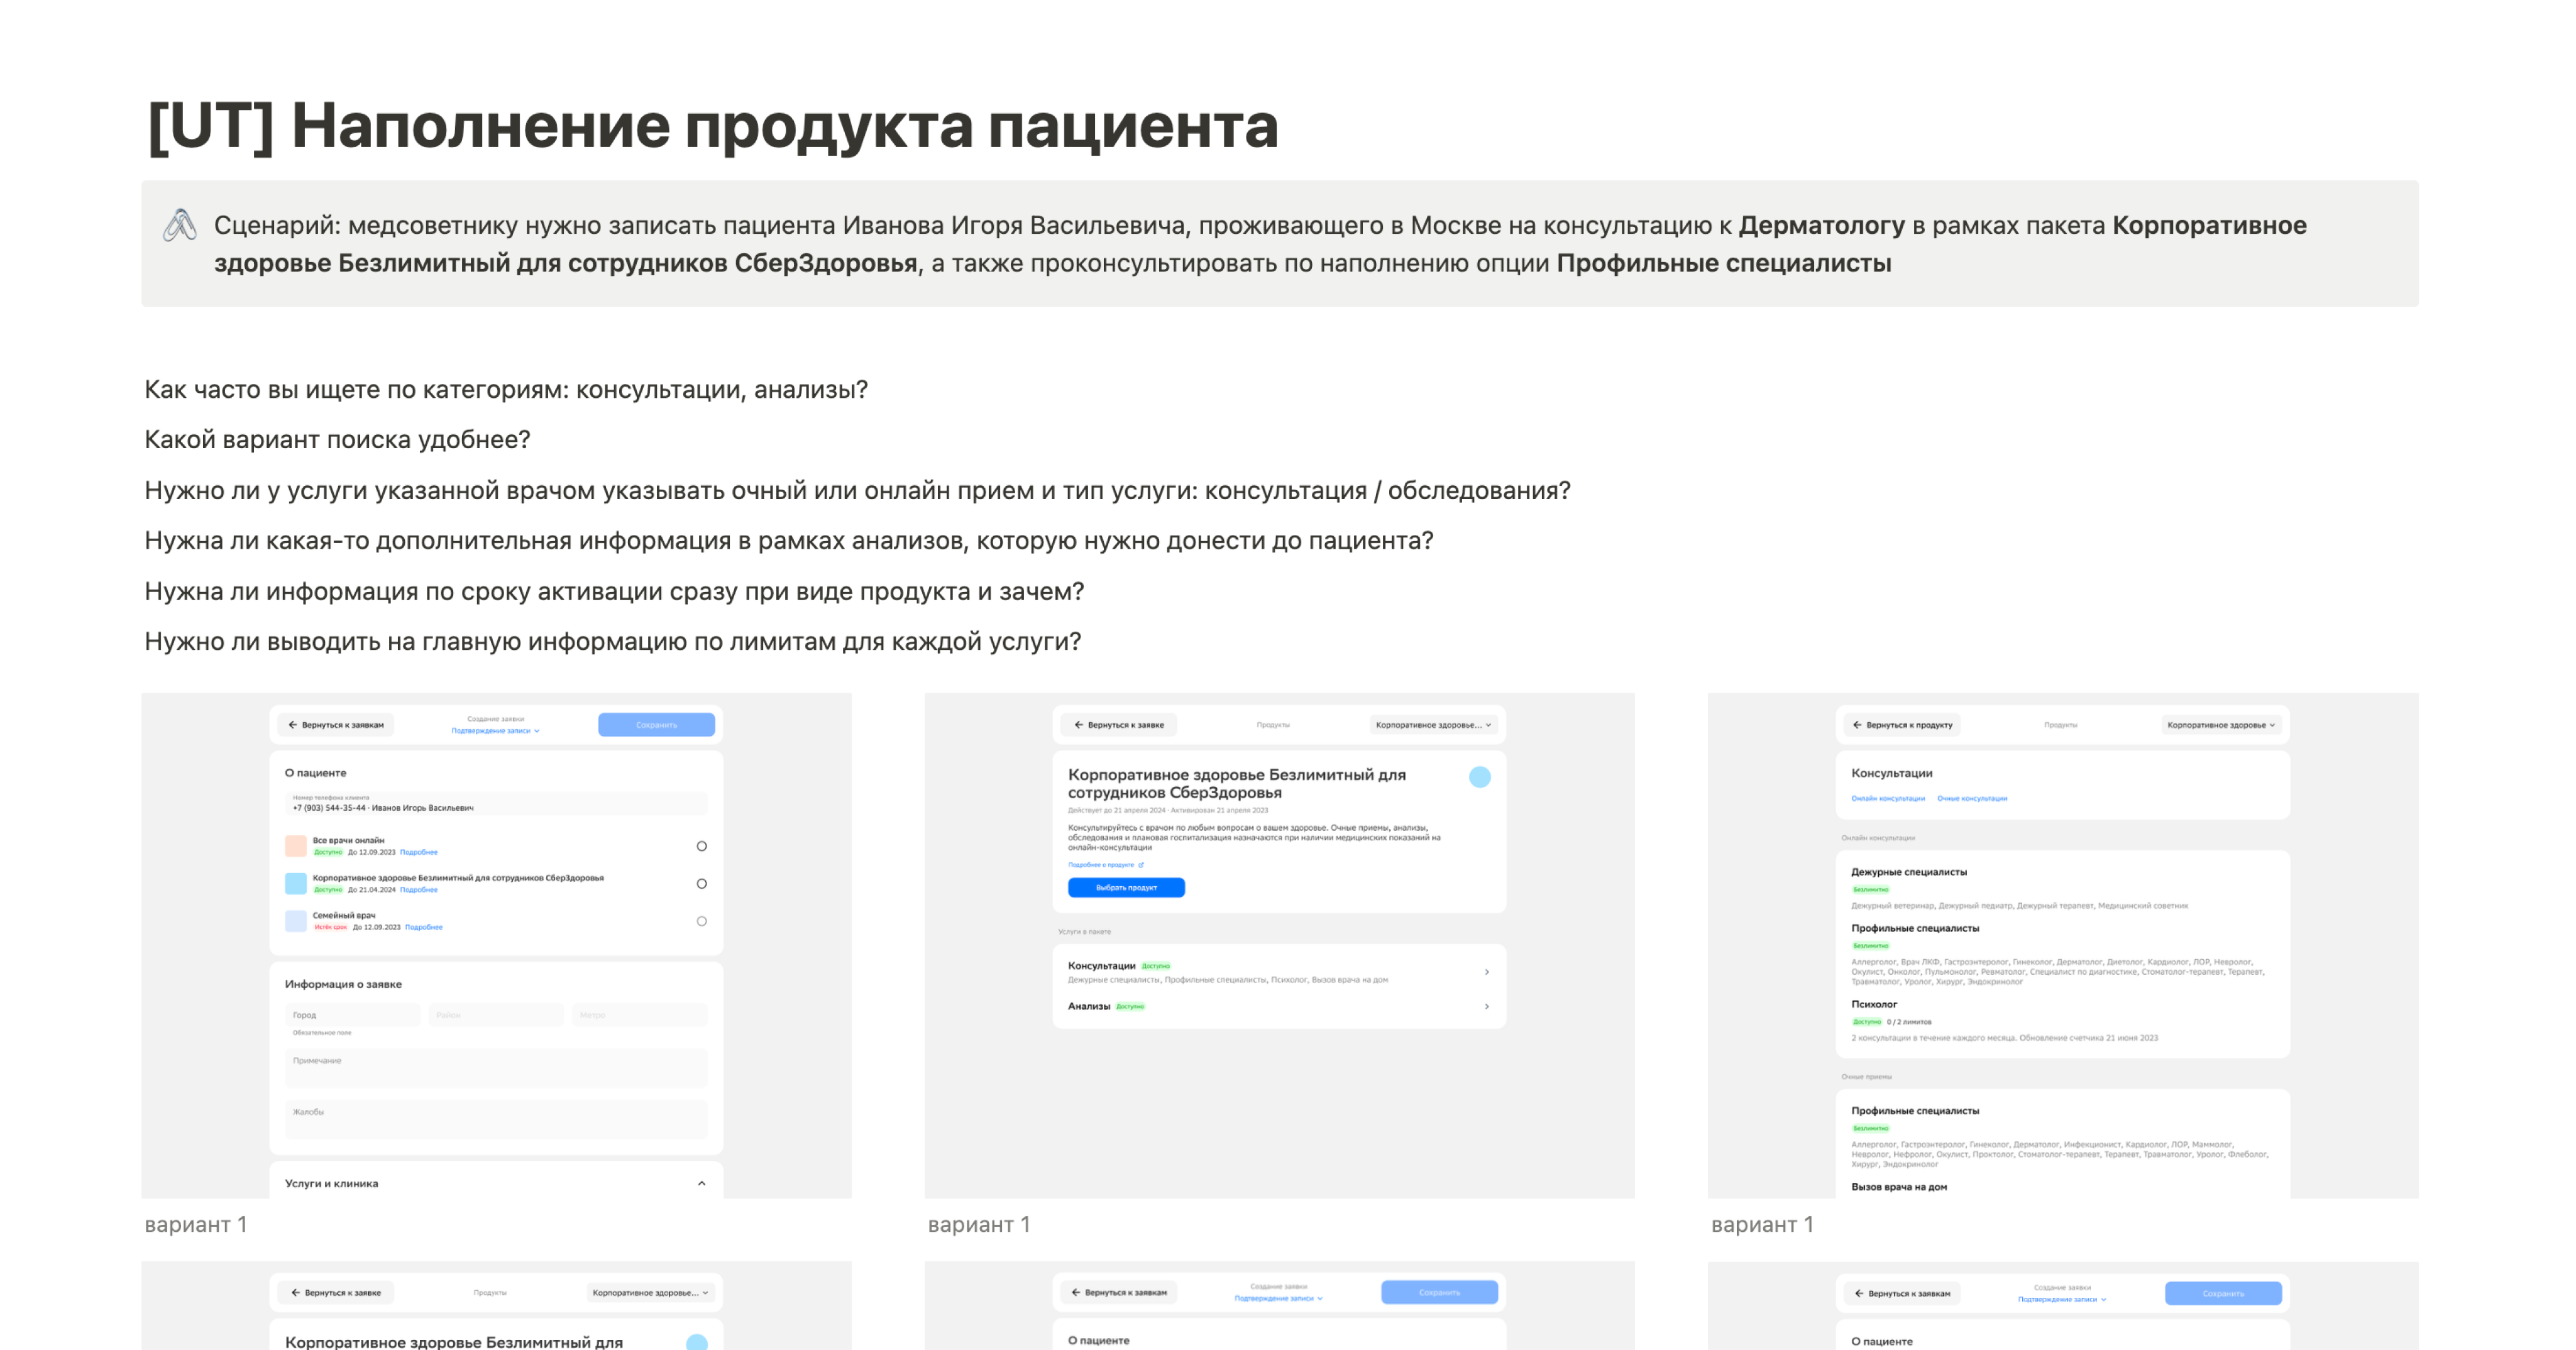 [UT] Наполнение продукта пациента
Сценарий: медсоветнику нужно записать пациента Иванова Игоря Васильевича, проживающего в Москве на консультацию к Дерматологу в рамках пакета Корпоративное
здоровье Безлимитный для сотрудников СберЗдоровья, а также проконсультировать по наполнению опции Профильные специалисты
Как часто вы ищете по категориям: консультации, анализы?
Какой вариант поиска удобнее?
Нужно ли у услуги указанной врачом указывать очный или онлайн прием и тип услуги: консультация / обследования?
Нужна ли какая-то дополнительная информация в рамках анализов, которую нужно донести до пациента?
Нужна ли информация по сроку активации сразу при виде продукта и зачем?
Нужно ли выводить на главную информацию по лимитам для каждой услуги?
Вернуться к заявкам
Создание заявки
Подтверждение записи
Сохранить
О пациенте
Номер телефона клиента
+7 (903) 544-35-44 · Иванов Игорь Васильевич
Все врачи онлайн
Доступно До 12.09.2023 Подробнее
Корпоративное здоровье Безлимитный для сотрудников СберЗдоровья
Доступно До 21.04.2024 Подробнее
Семейный врач
Истёк срок До 12.09.2023 Подробнее
Информация о заявке
Город Район Метро
Обязательное поле
Примечание
Жалобы
Услуги и клиника
вариант 1
Вернуться к заявке
Продукты
Корпоративное здоровье...
Корпоративное здоровье Безлимитный для
сотрудников СберЗдоровья
Действует до 21 апреля 2024 · Активирован 21 апреля 2023
Консультируйтесь с врачом по любым вопросам о вашем здоровье. Очные приемы, анализы,
обследования и плановая госпитализация назначаются при наличии медицинских показаний на
онлайн-консультации
Подробнее о продукте
Выбрать продукт
Услуги в пакете
Консультации Доступно
Дежурные специалисты, Профильные специалисты, Психолог, Вызов врача на дом
Анализы Доступно
вариант 1
Вернуться к продукту
Продукты
Корпоративное здоровье
Консультации
Онлайн консультации Очные консультации
Онлайн консультации
Дежурные специалисты
Безлимитно
Дежурный ветеринар, Дежурный педиатр, Дежурный терапевт, Медицинский советник
Профильные специалисты
Безлимитно
Аллерголог, Врач ЛКФ, Гастроэнтеролог, Гинеколог, Дерматолог, Диетолог, Кардиолог, ЛОР, Невролог,
Окулист, Онколог, Пульмонолог, Ревматолог, Специалист по диагностике, Стоматолог-терапевт, Терапевт,
Травматолог, Уролог, Хирург, Эндокринолог
Психолог
Доступно 0 / 2 лимитов
2 консультации в течение каждого месяца. Обновление счетчика 21 июня 2023
Очные приемы
Профильные специалисты
Безлимитно
Аллерголог, Гастроэнтеролог, Гинеколог, Дерматолог, Инфекционист, Кардиолог, ЛОР, Маммолог,
Невролог, Нефролог, Окулист, Проктолог, Стоматолог-терапевт, Терапевт, Травматолог, Уролог, Флеболог,
Хирург, Эндокринолог
Вызов врача на дом
вариант 1
Вернуться к заявке
Продукты
Корпоративное здоровье...
Корпоративное здоровье Безлимитный для
Вернуться к заявкам
Создание заявки
Подтверждение записи
Сохранить
О пациенте
Вернуться к заявкам
Создание заявки
Подтверждение записи
Сохранить
О пациенте